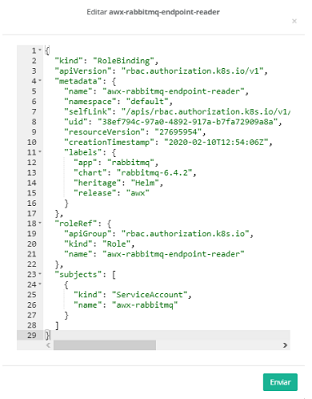 Editar awx-rabbitmq-endpoint-reader
×
1 {
2 "kind": "RoleBinding",
3 "apiVersion": "rbac.authorization.k8s.io/v1",
4 "metadata": {
5 "name": "awx-rabbitmq-endpoint-reader",
6 "namespace": "default",
7 "selfLink": "/apis/rbac.authorization.k8s.io/v1/
8 "uid": "38ef794c-97a0-4892-917a-b7fa72909a8a",
9 "resourceVersion": "27695954",
10 "creationTimestamp": "2020-02-10T12:54:06Z",
11 "labels": {
12 "app": "rabbitmq",
13 "chart": "rabbitmq-6.4.2",
14 "heritage": "Helm",
15 "release": "awx"
16 }
17 },
18 "roleRef": {
19 "apiGroup": "rbac.authorization.k8s.io",
20 "kind": "Role",
21 "name": "awx-rabbitmq-endpoint-reader"
22 },
23 "subjects": [
24 {
25 "kind": "ServiceAccount",
26 "name": "awx-rabbitmq"
27 }
28 ]
29 }
Enviar